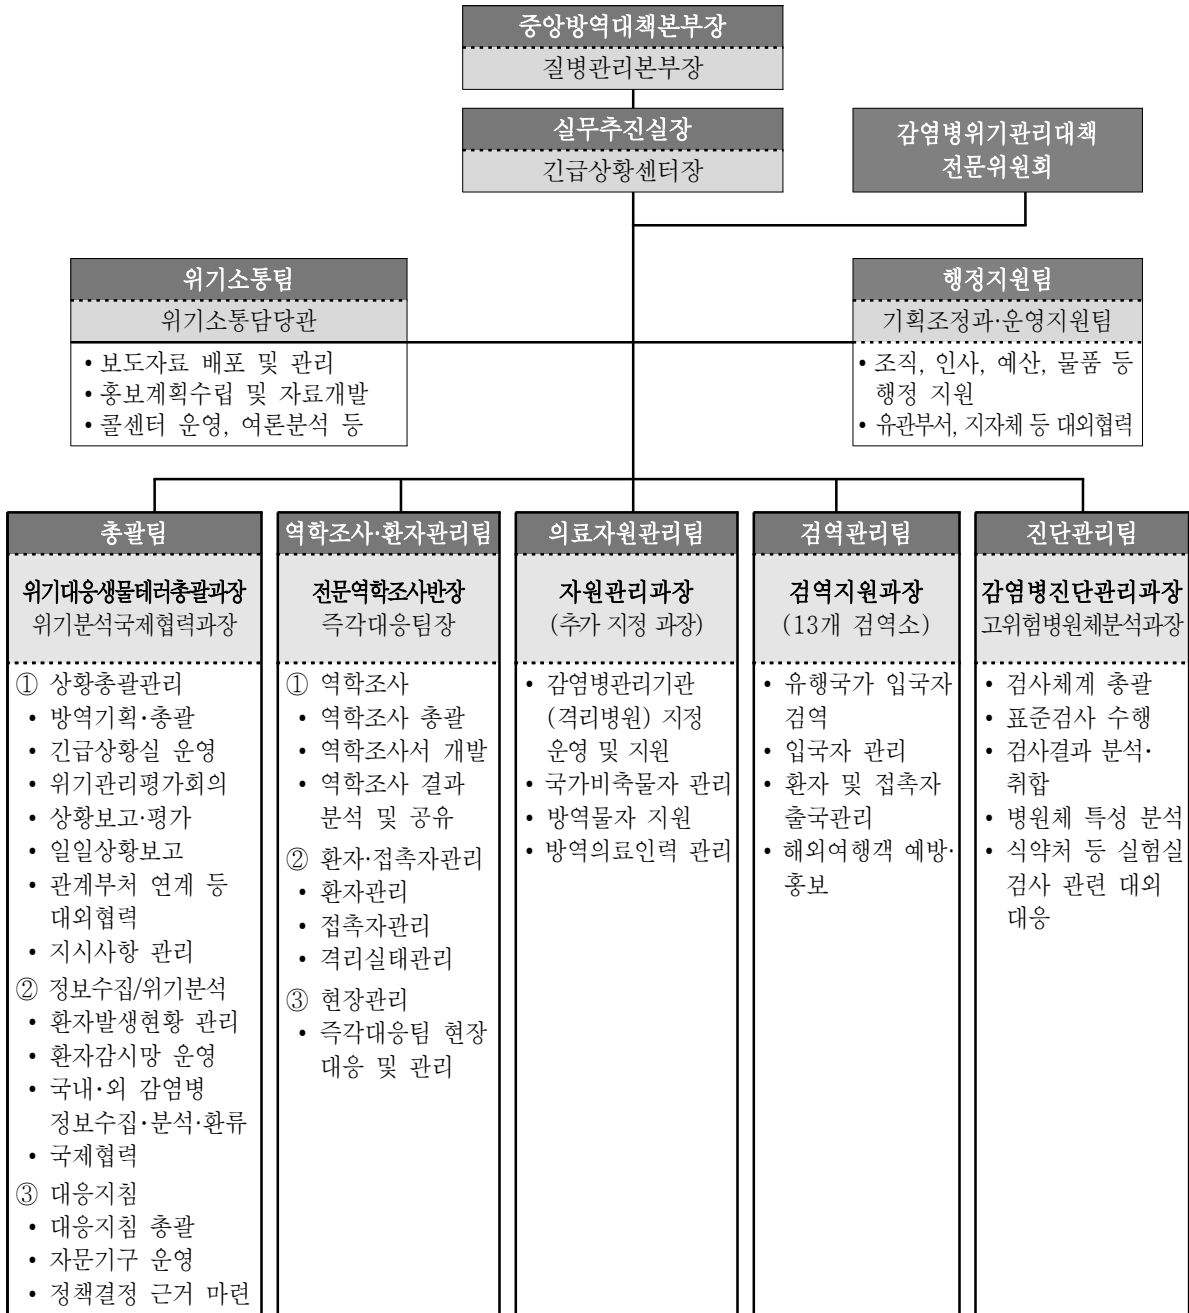 중앙방역대책본부장
질병관리본부장
실무추진실장
긴급상황센터장
감염병위기관리대책
전문위원회
위기소통팀
위기소통담당관
• 보도자료 배포 및 관리
• 홍보계획수립 및 자료개발
• 콜센터 운영, 여론분석 등
행정지원팀
기획조정과·운영지원팀
• 조직, 인사, 예산, 물품 등
행정 지원
• 유관부서, 지자체 등 대외협력
총괄팀
위기대응생물테러총괄과장
위기분석국제협력과장
① 상황총괄관리
• 방역기획·총괄
• 긴급상황실 운영
• 위기관리평가회의
• 상황보고·평가
• 일일상황보고
• 관계부처 연계 등
대외협력
• 지시사항 관리
② 정보수집/위기분석
• 환자발생현황 관리
• 환자감시망 운영
• 국내·외 감염병
정보수집·분석·환류
• 국제협력
③ 대응지침
• 대응지침 총괄
• 자문기구 운영
• 정책결정 근거 마련
역학조사·환자관리팀
전문역학조사반장
즉각대응팀장
① 역학조사
• 역학조사 총괄
• 역학조사서 개발
• 역학조사 결과
분석 및 공유
② 환자·접촉자관리
• 환자관리
• 접촉자관리
• 격리실태관리
③ 현장관리
• 즉각대응팀 현장
대응 및 관리
의료자원관리팀
자원관리과장
(추가 지정 과장)
• 감염병관리기관
(격리병원) 지정
운영 및 지원
• 국가비축물자 관리
• 방역물자 지원
• 방역의료인력 관리
검역관리팀
검역지원과장
(13개 검역소)
• 유행국가 입국자
검역
• 입국자 관리
• 환자 및 접촉자
출국관리
• 해외여행객 예방·
홍보
진단관리팀
감염병진단관리과장
고위험병원체분석과장
• 검사체계 총괄
• 표준검사 수행
• 검사결과 분석·
취합
• 병원체 특성 분석
• 식약처 등 실험실
검사 관련 대외
대응